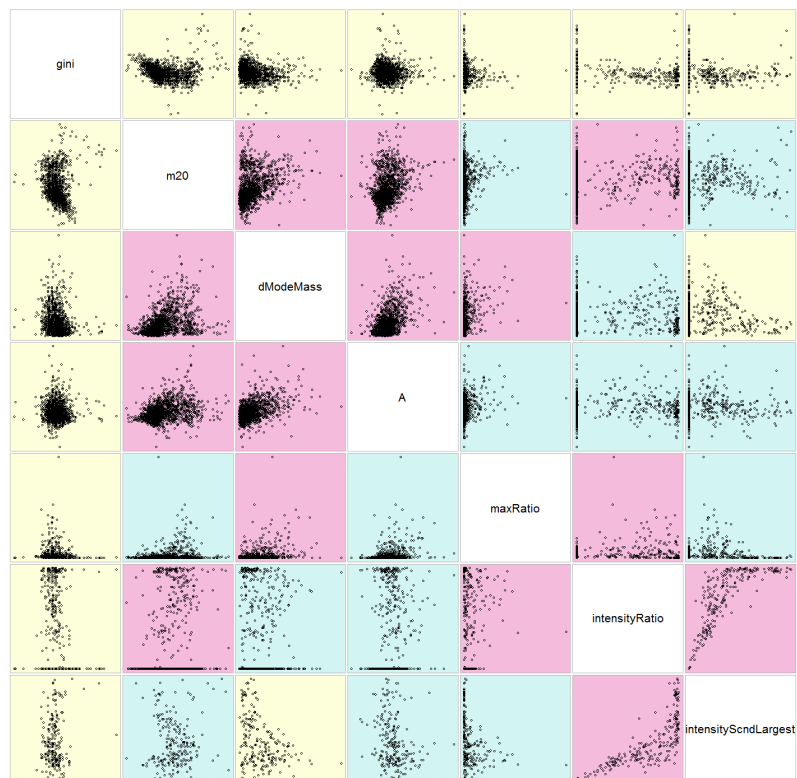 gini
m20
dModeMass
A
maxRatio
intensityRatio
intensityScndLargest